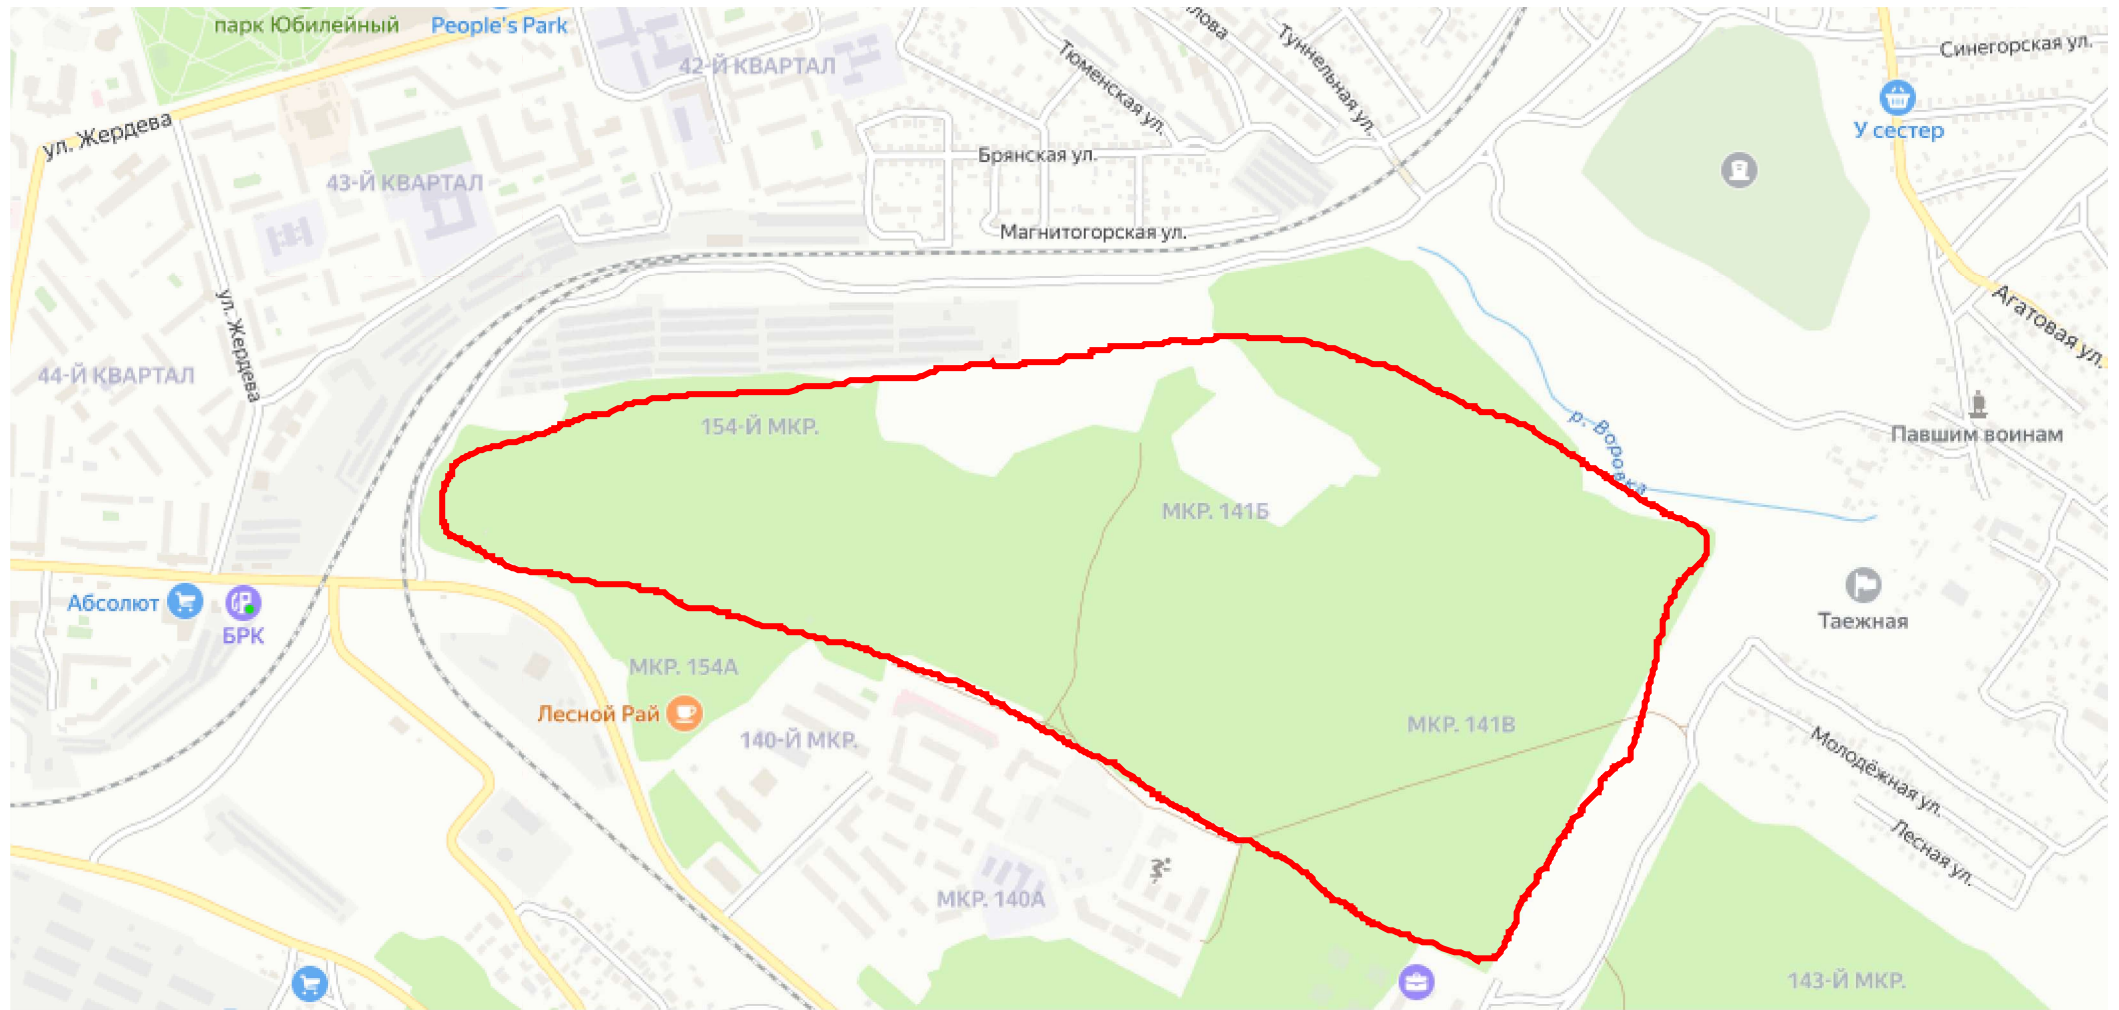 парк Юбилейный
People's Park
Синегорская ул.
Туннельная ул.
Тюменская ул.
42-Й КВАРТАЛ
У сестер
ул. Жердева
Брянская ул.
43-Й КВАРТАЛ
Магнитогорская ул.
Агатовая ул.
ул. Жердева
44-Й КВАРТАЛ
154-Й МКР.
р. Воровка
Павшим воинам
МКР. 141Б
Абсолют
БРК
Таежная
МКР. 154А
Лесной Рай
140-Й МКР.
МКР. 141В
Молодёжная ул.
Лесная ул.
МКР. 140А
143-Й МКР.